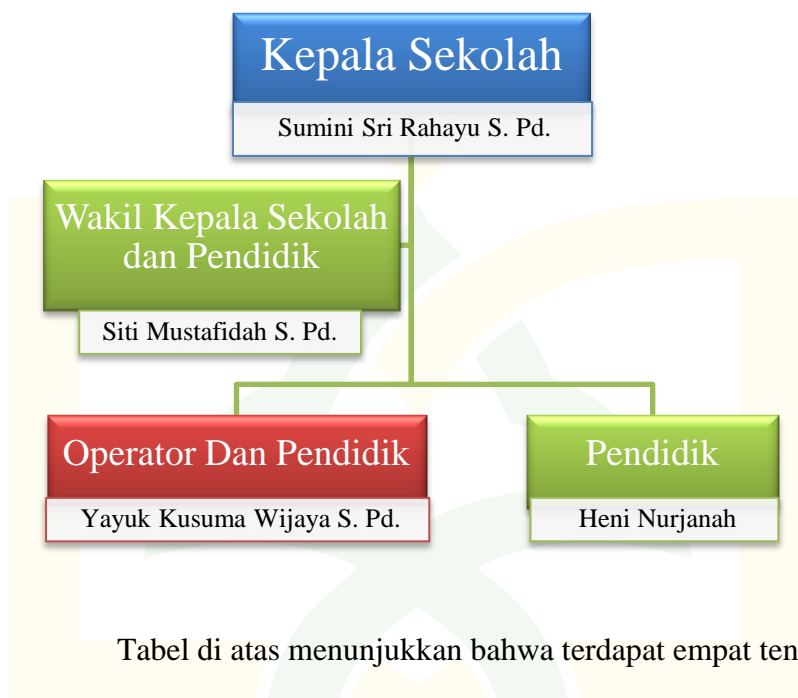 Kepala Sekolah
Sumini Sri Rahayu S. Pd.
Wakil Kepala Sekolah
dan Pendidik
Siti Mustafidah S. Pd.
Operator Dan Pendidik
Yayuk Kusuma Wijaya S. Pd.
Pendidik
Heni Nurjanah
Tabel di atas menunjukkan bahwa terdapat empat ten